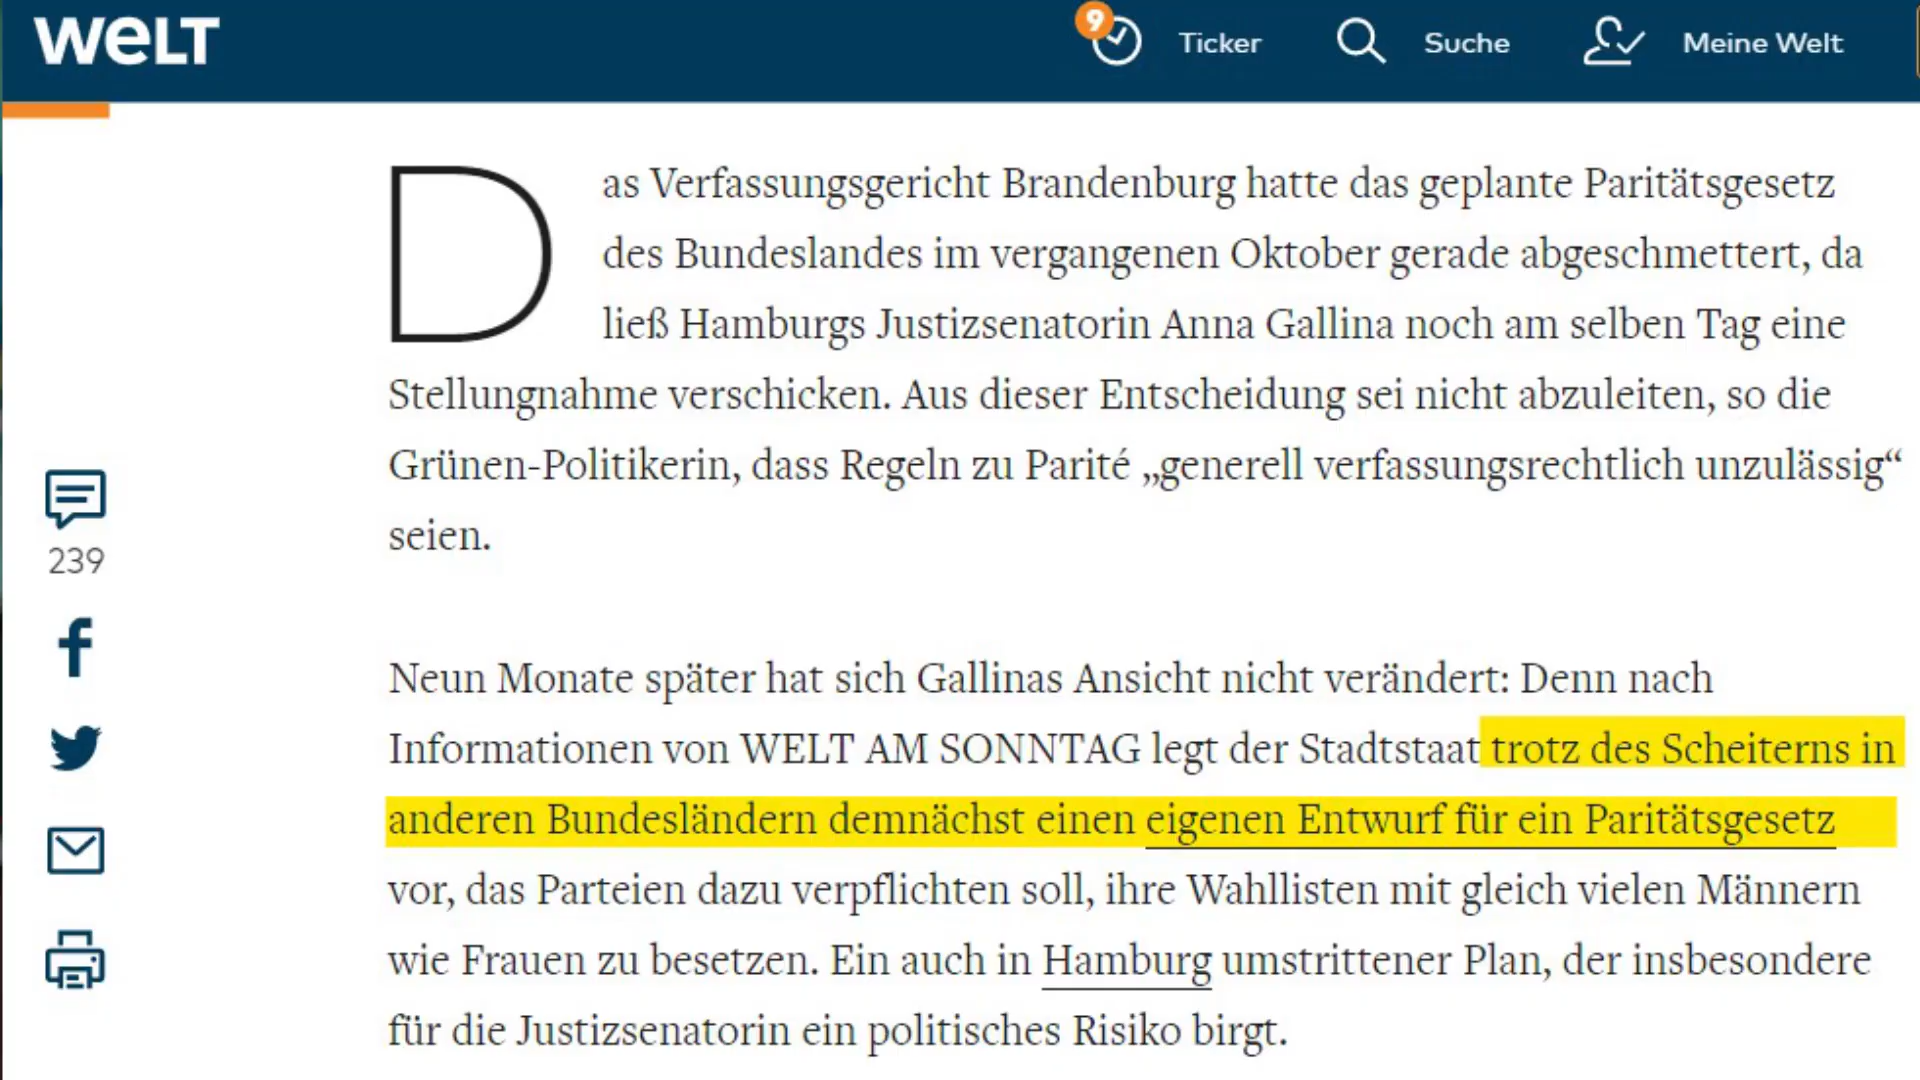 WELT
9
Ticker
Suche
Meine Welt
Das Verfassungsgericht Brandenburg hatte das geplante Paritätsgesetz
des Bundeslandes im vergangenen Oktober gerade abgeschmettert, da
ließ Hamburgs Justizsenatorin Anna Gallina noch am selben Tag eine
Stellungnahme verschicken. Aus dieser Entscheidung sei nicht abzuleiten, so die
Grünen-Politikerin, dass Regeln zu Parité „generell verfassungsrechtlich unzulässig“
seien.
239
Neun Monate später hat sich Gallinas Ansicht nicht verändert: Denn nach
Informationen von WELT AM SONNTAG legt der Stadtstaat trotz des Scheiterns in
anderen Bundesländern demnächst einen eigenen Entwurf für ein Paritätsgesetz
vor, das Parteien dazu verpflichten soll, ihre Wahllisten mit gleich vielen Männern
wie Frauen zu besetzen. Ein auch in Hamburg umstrittener Plan, der insbesondere
für die Justizsenatorin ein politisches Risiko birgt.